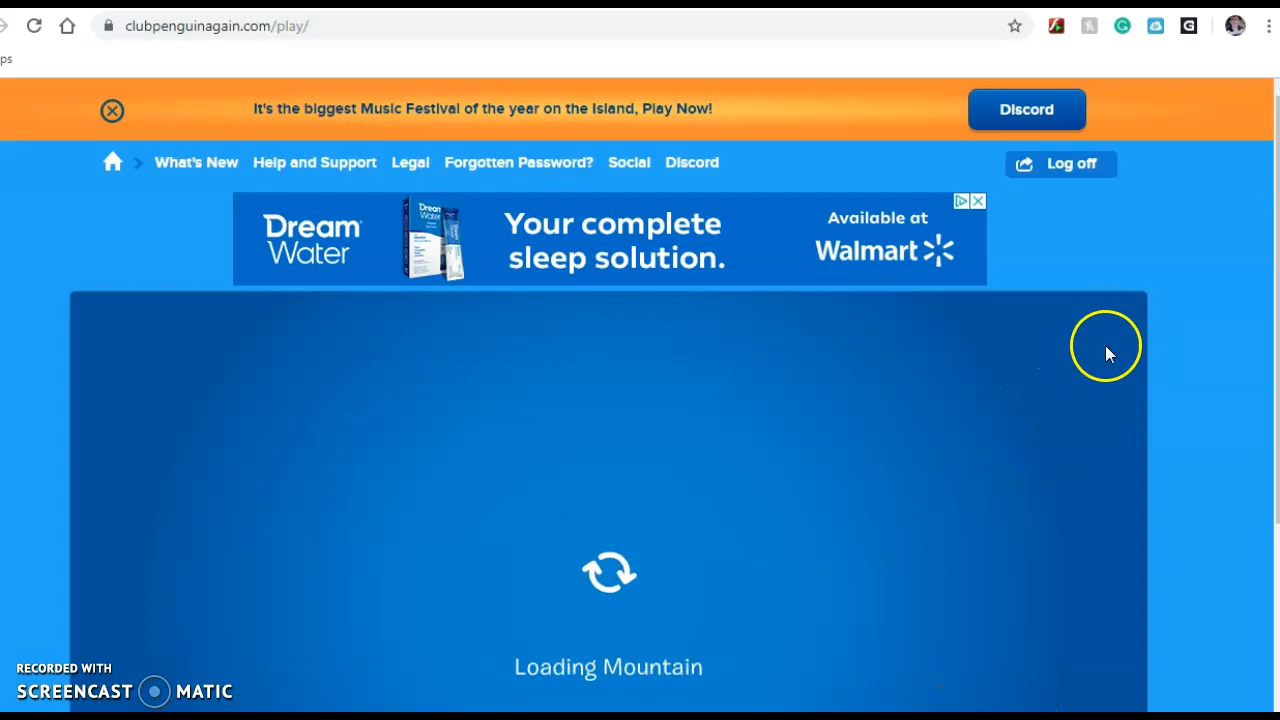 clubpenguinagain.com/play/
ps
It's the biggest Music Festival of the year on the Island, Play Now!
Discord
What's New Help and Support Legal Forgotten Password? Social Discord
Log off
Dream
Water
Dream
Water
Your complete
sleep solution.
Available at
Walmart
Loading Mountain
RECORDED WITH
SCREENCAST MATIC